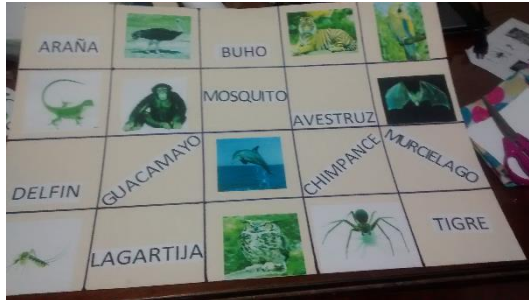 ARAÑA
BUHO
MOSQUITO
AVESTRUZ
DELFIN
GUACAMAYO
CHIMPANCE
MURCIELAGO
LAGARTIJA
TIGRE